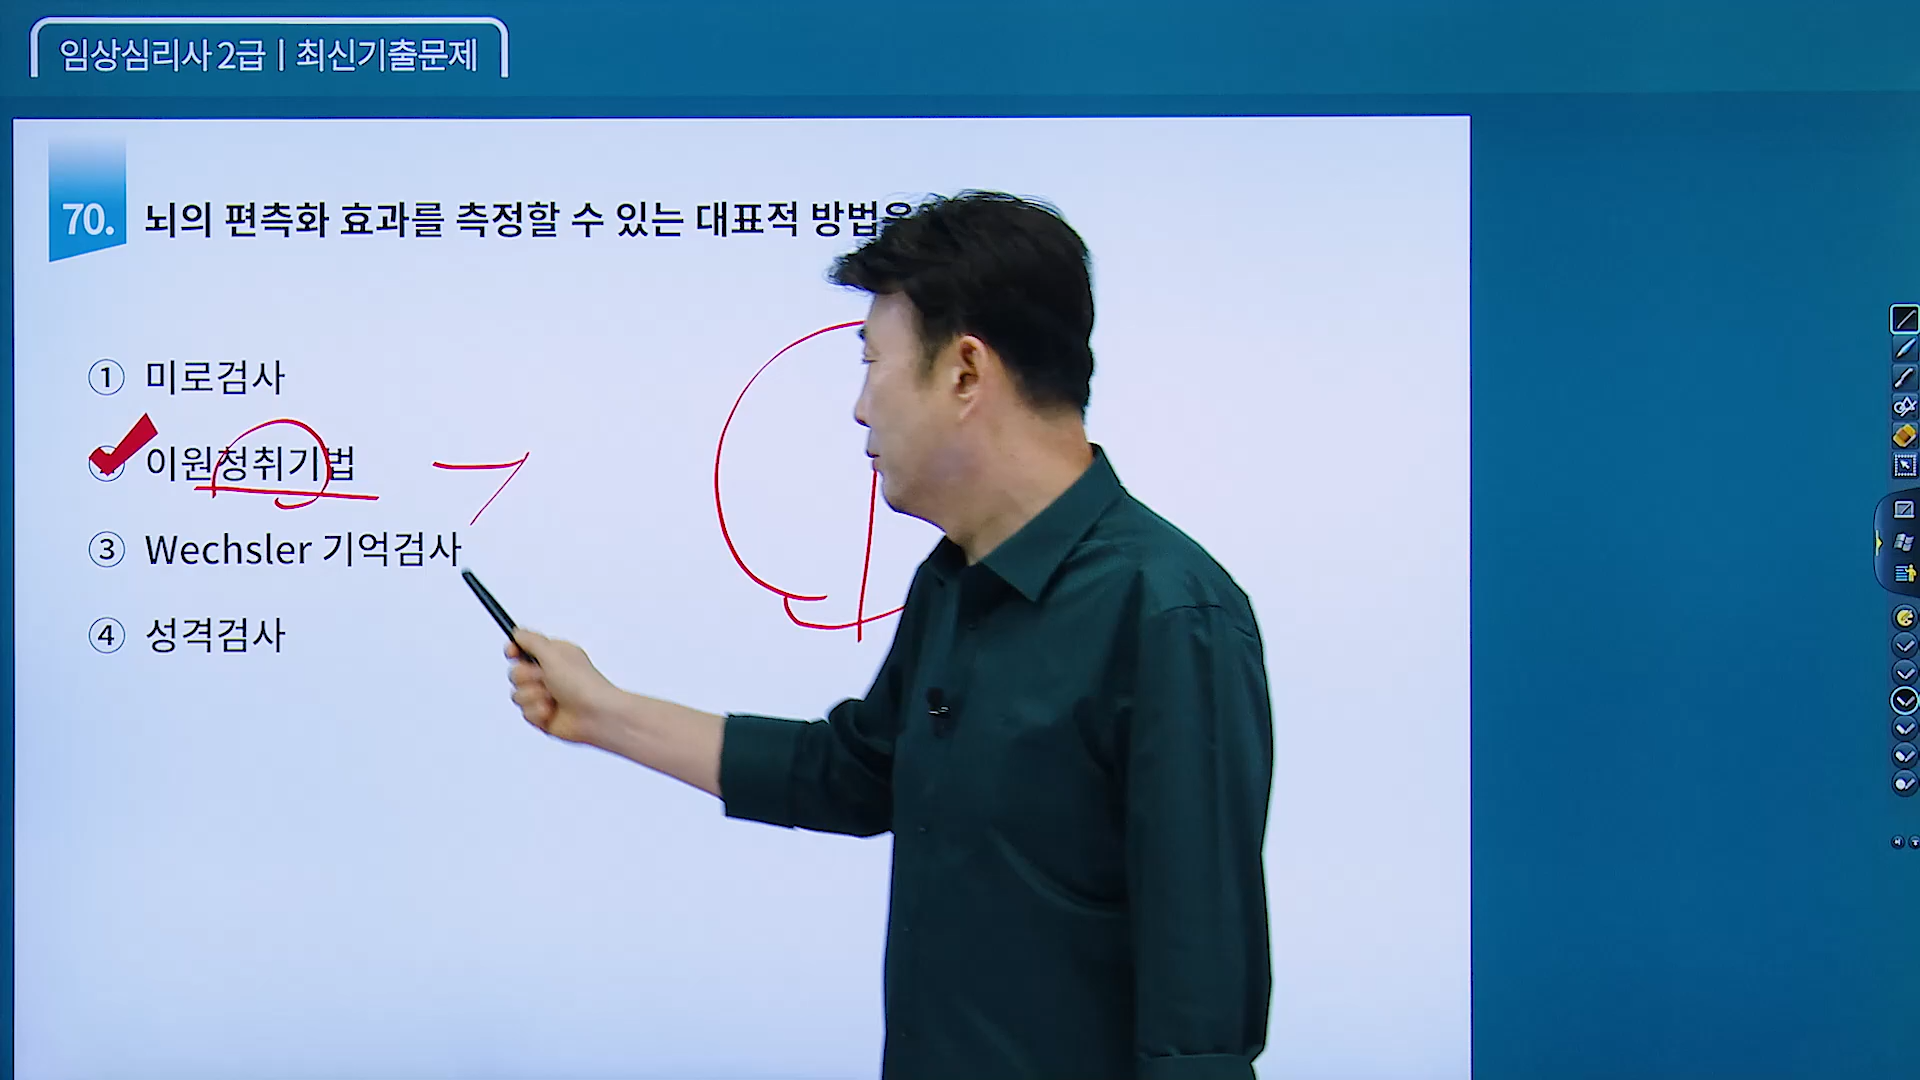 임상심리사 2급 | 최신기출문제
70. 뇌의 편측화 효과를 측정할 수 있는 대표적 방법은
① 미로검사
② 이원청취기법
③ Wechsler 기억검사
④ 성격검사